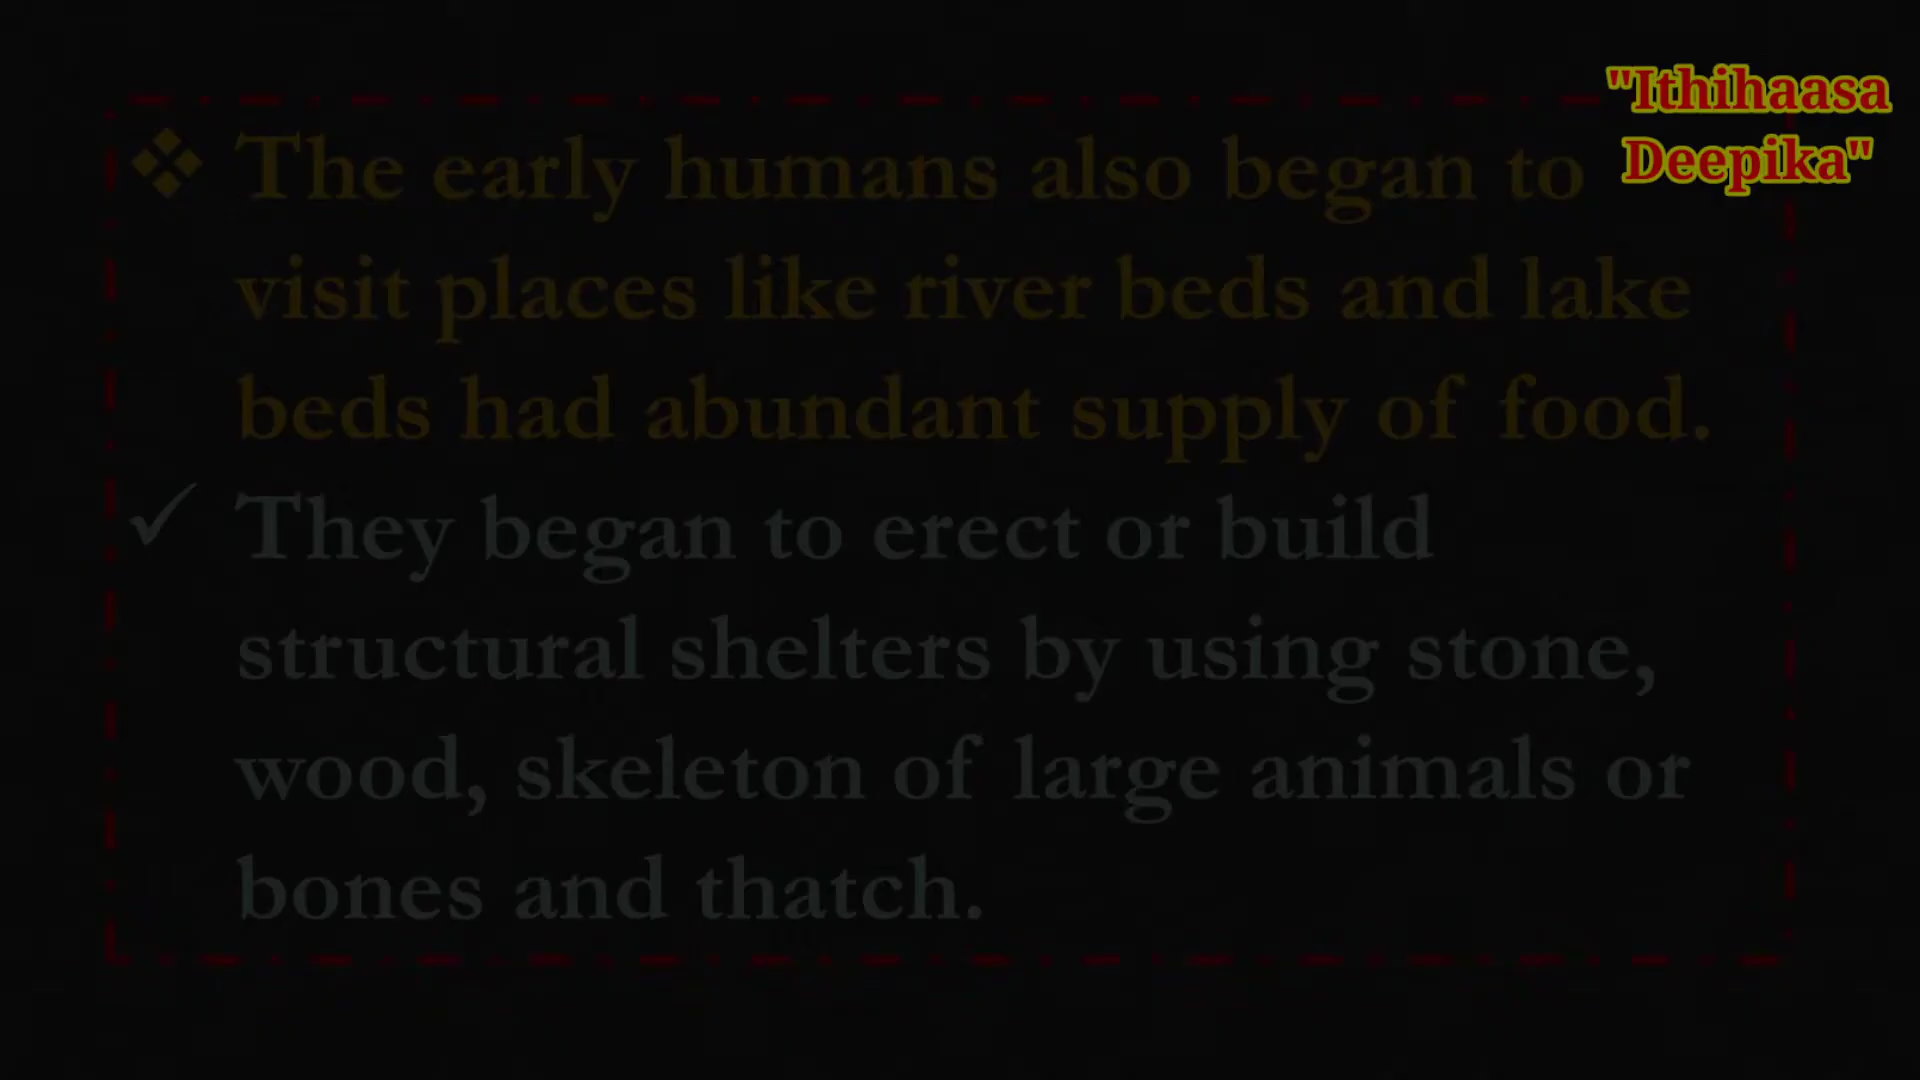 "Ithihaasa
Deepika"
❖ The early humans also began to
visit places like river beds and lake
beds had abundant supply of food.
✓ They began to erect or build
structural shelters by using stone,
wood, skeleton of large animals or
bones and thatch.